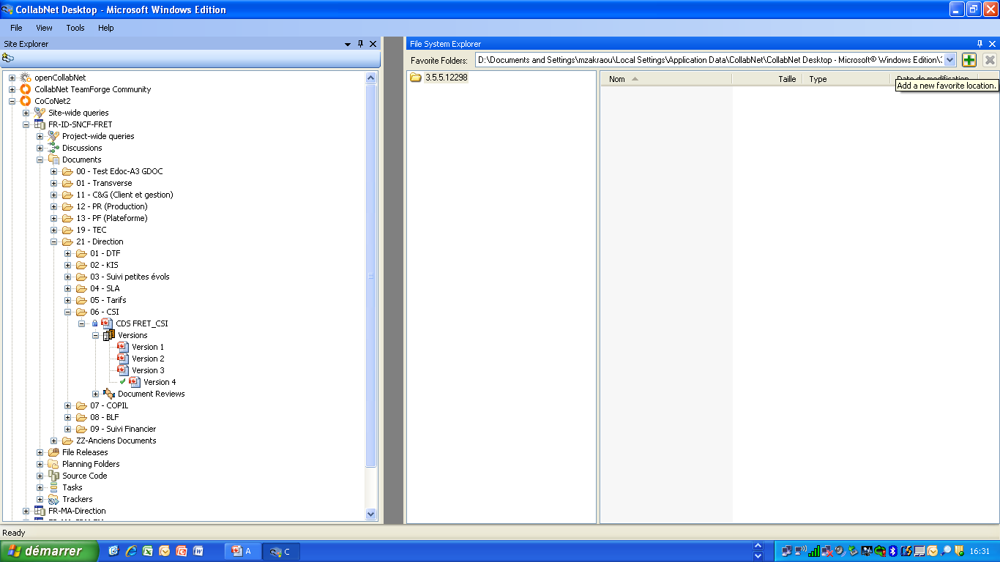 CollabNet Desktop - Microsoft Windows Edition
File View Tools Help
Site Explorer
openCollabNet
CollabNet TeamForge Community
CoCoNet2
Site-wide queries
FR-ID-SNCF-FRET
Project-wide queries
Discussions
Documents
00 - Test Edoc-A3 GDOC
01 - Transverse
11 - C&G (Client et gestion)
12 - PR (Production)
13 - PF (Plateforme)
19 - TEC
21 - Direction
01 - DTF
02 - KIS
03 - Suivi petites évols
04 - SLA
05 - Tarifs
06 - CSI
CDS FRET_CSI
Versions
Version 1
Version 2
Version 3
Version 4
Document Reviews
07 - COPIL
08 - BLF
09 - Suivi Financier
ZZ-Anciens Documents
File Releases
Planning Folders
Source Code
Tasks
Trackers
FR-MA-Direction
File System Explorer
Favorite Folders: D:\Documents and Settings\mzakraou\Local Settings\Application Data\CollabNet\CollabNet Desktop - Microsoft® Windows Edition\
3.5.5.12298
Nom Taille Type Date de modification
Add a new favorite location.
Ready
démarrer A C 16:31